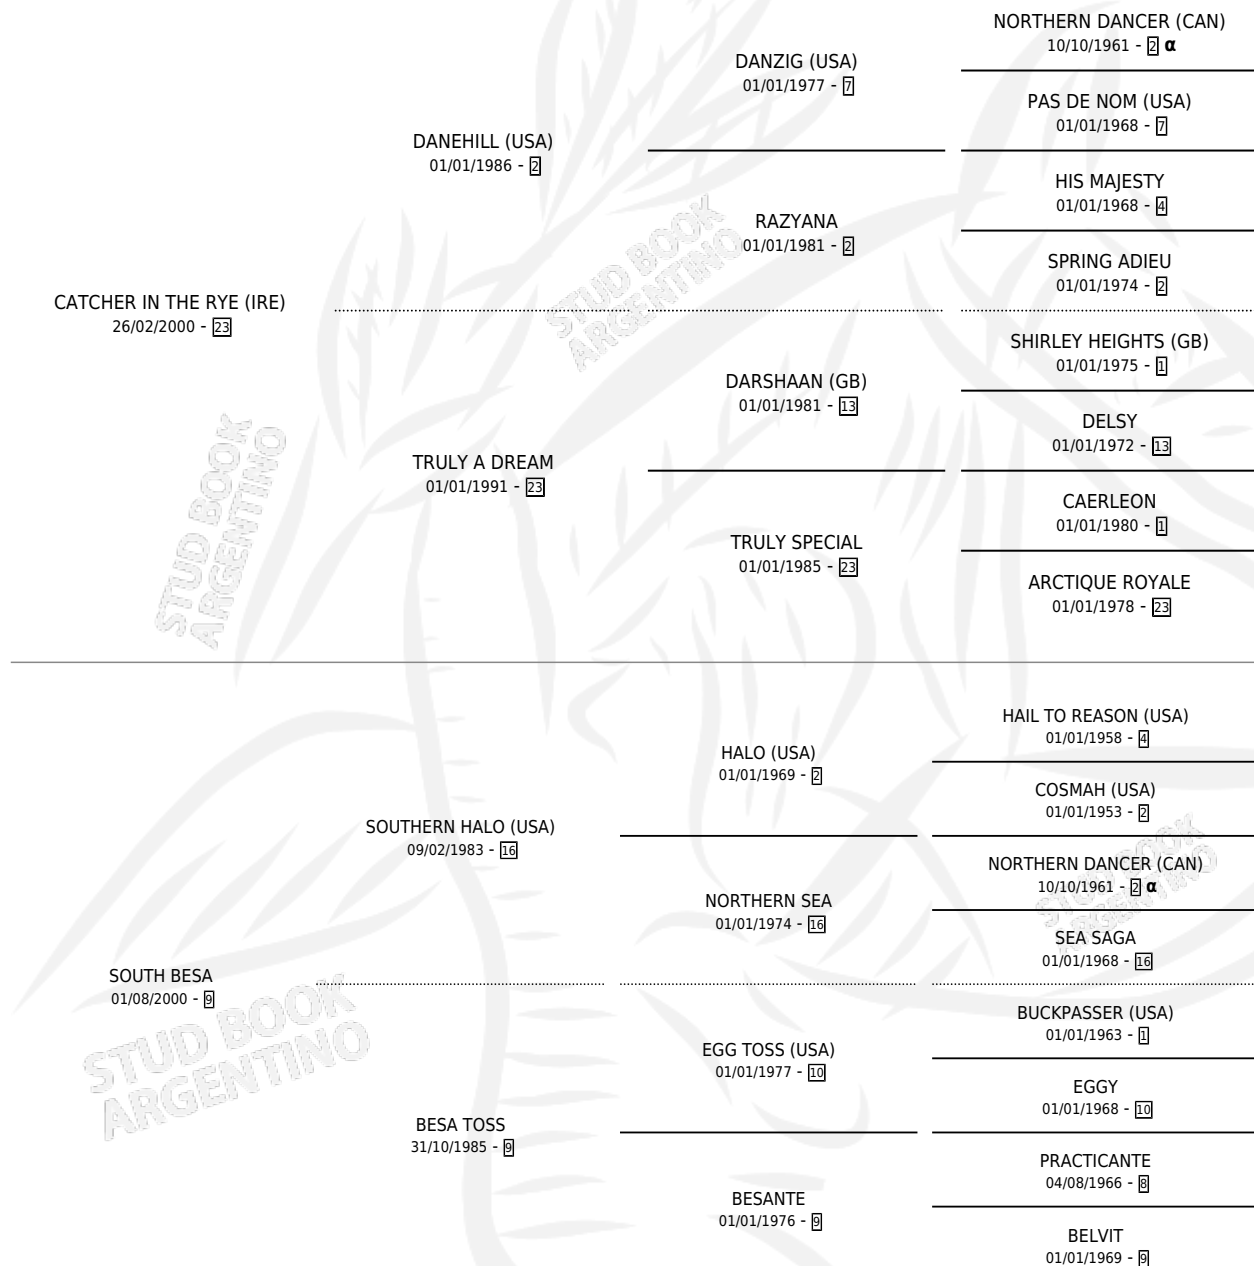 NORTHERN DANCER (CAN)
10/10/1961 - 2 α
DANZIG (USA)
01/01/1977 - 7
PAS DE NOM (USA)
01/01/1968 - 7
DANEHILL (USA)
01/01/1986 - 2
HIS MAJESTY
01/01/1968 - 4
RAZYANA
01/01/1981 - 2
SPRING ADIEU
01/01/1974 - 2
CATCHER IN THE RYE (IRE)
26/02/2000 - 23
SHIRLEY HEIGHTS (GB)
01/01/1975 - 1
DARSHAAN (GB)
01/01/1981 - 13
DELSY
01/01/1972 - 13
TRULY A DREAM
01/01/1991 - 23
CAERLEON
01/01/1980 - 1
TRULY SPECIAL
01/01/1985 - 23
ARCTIQUE ROYALE
01/01/1978 - 23
HAIL TO REASON (USA)
01/01/1958 - 4
HALO (USA)
01/01/1969 - 2
COSMAH (USA)
01/01/1953 - 2
SOUTHERN HALO (USA)
09/02/1983 - 16
NORTHERN DANCER (CAN)
10/10/1961 - 2 α
NORTHERN SEA
01/01/1974 - 16
SEA SAGA
01/01/1968 - 16
SOUTH BESA
01/08/2000 - 9
BUCKPASSER (USA)
01/01/1963 - 1
EGG TOSS (USA)
01/01/1977 - 10
EGGY
01/01/1968 - 10
BESA TOSS
31/10/1985 - 9
PRACTICANTE
04/08/1966 - 8
BESANTE
01/01/1976 - 9
BELVIT
01/01/1969 - 9
STUD BOOK
ARGENTINO
STUD BOOK
ARGENTINO
STUD BOOK
ARGENTINO
STUD BOOK
ARGENTINO